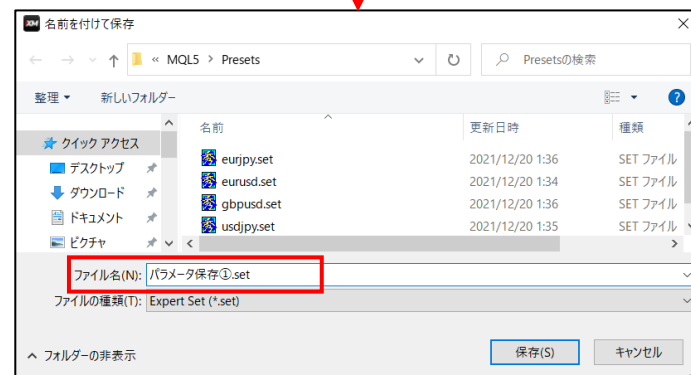 XM 名前を付けて保存
« MQL5 > Presets
Presetsの検索
整理 新しいフォルダー
名前 更新日時 種類
クイック アクセス
デスクトップ
ダウンロード
ドキュメント
ピクチャ
eurjpy.set 2021/12/20 1:36 SET ファイル
eurusd.set 2021/12/20 1:34 SET ファイル
gbpusd.set 2021/12/20 1:36 SET ファイル
usdjpy.set 2021/12/20 1:35 SET ファイル
ファイル名(N): パラメータ保存①.set
ファイルの種類(T): Expert Set (*.set)
フォルダーの非表示
保存(S) キャンセル